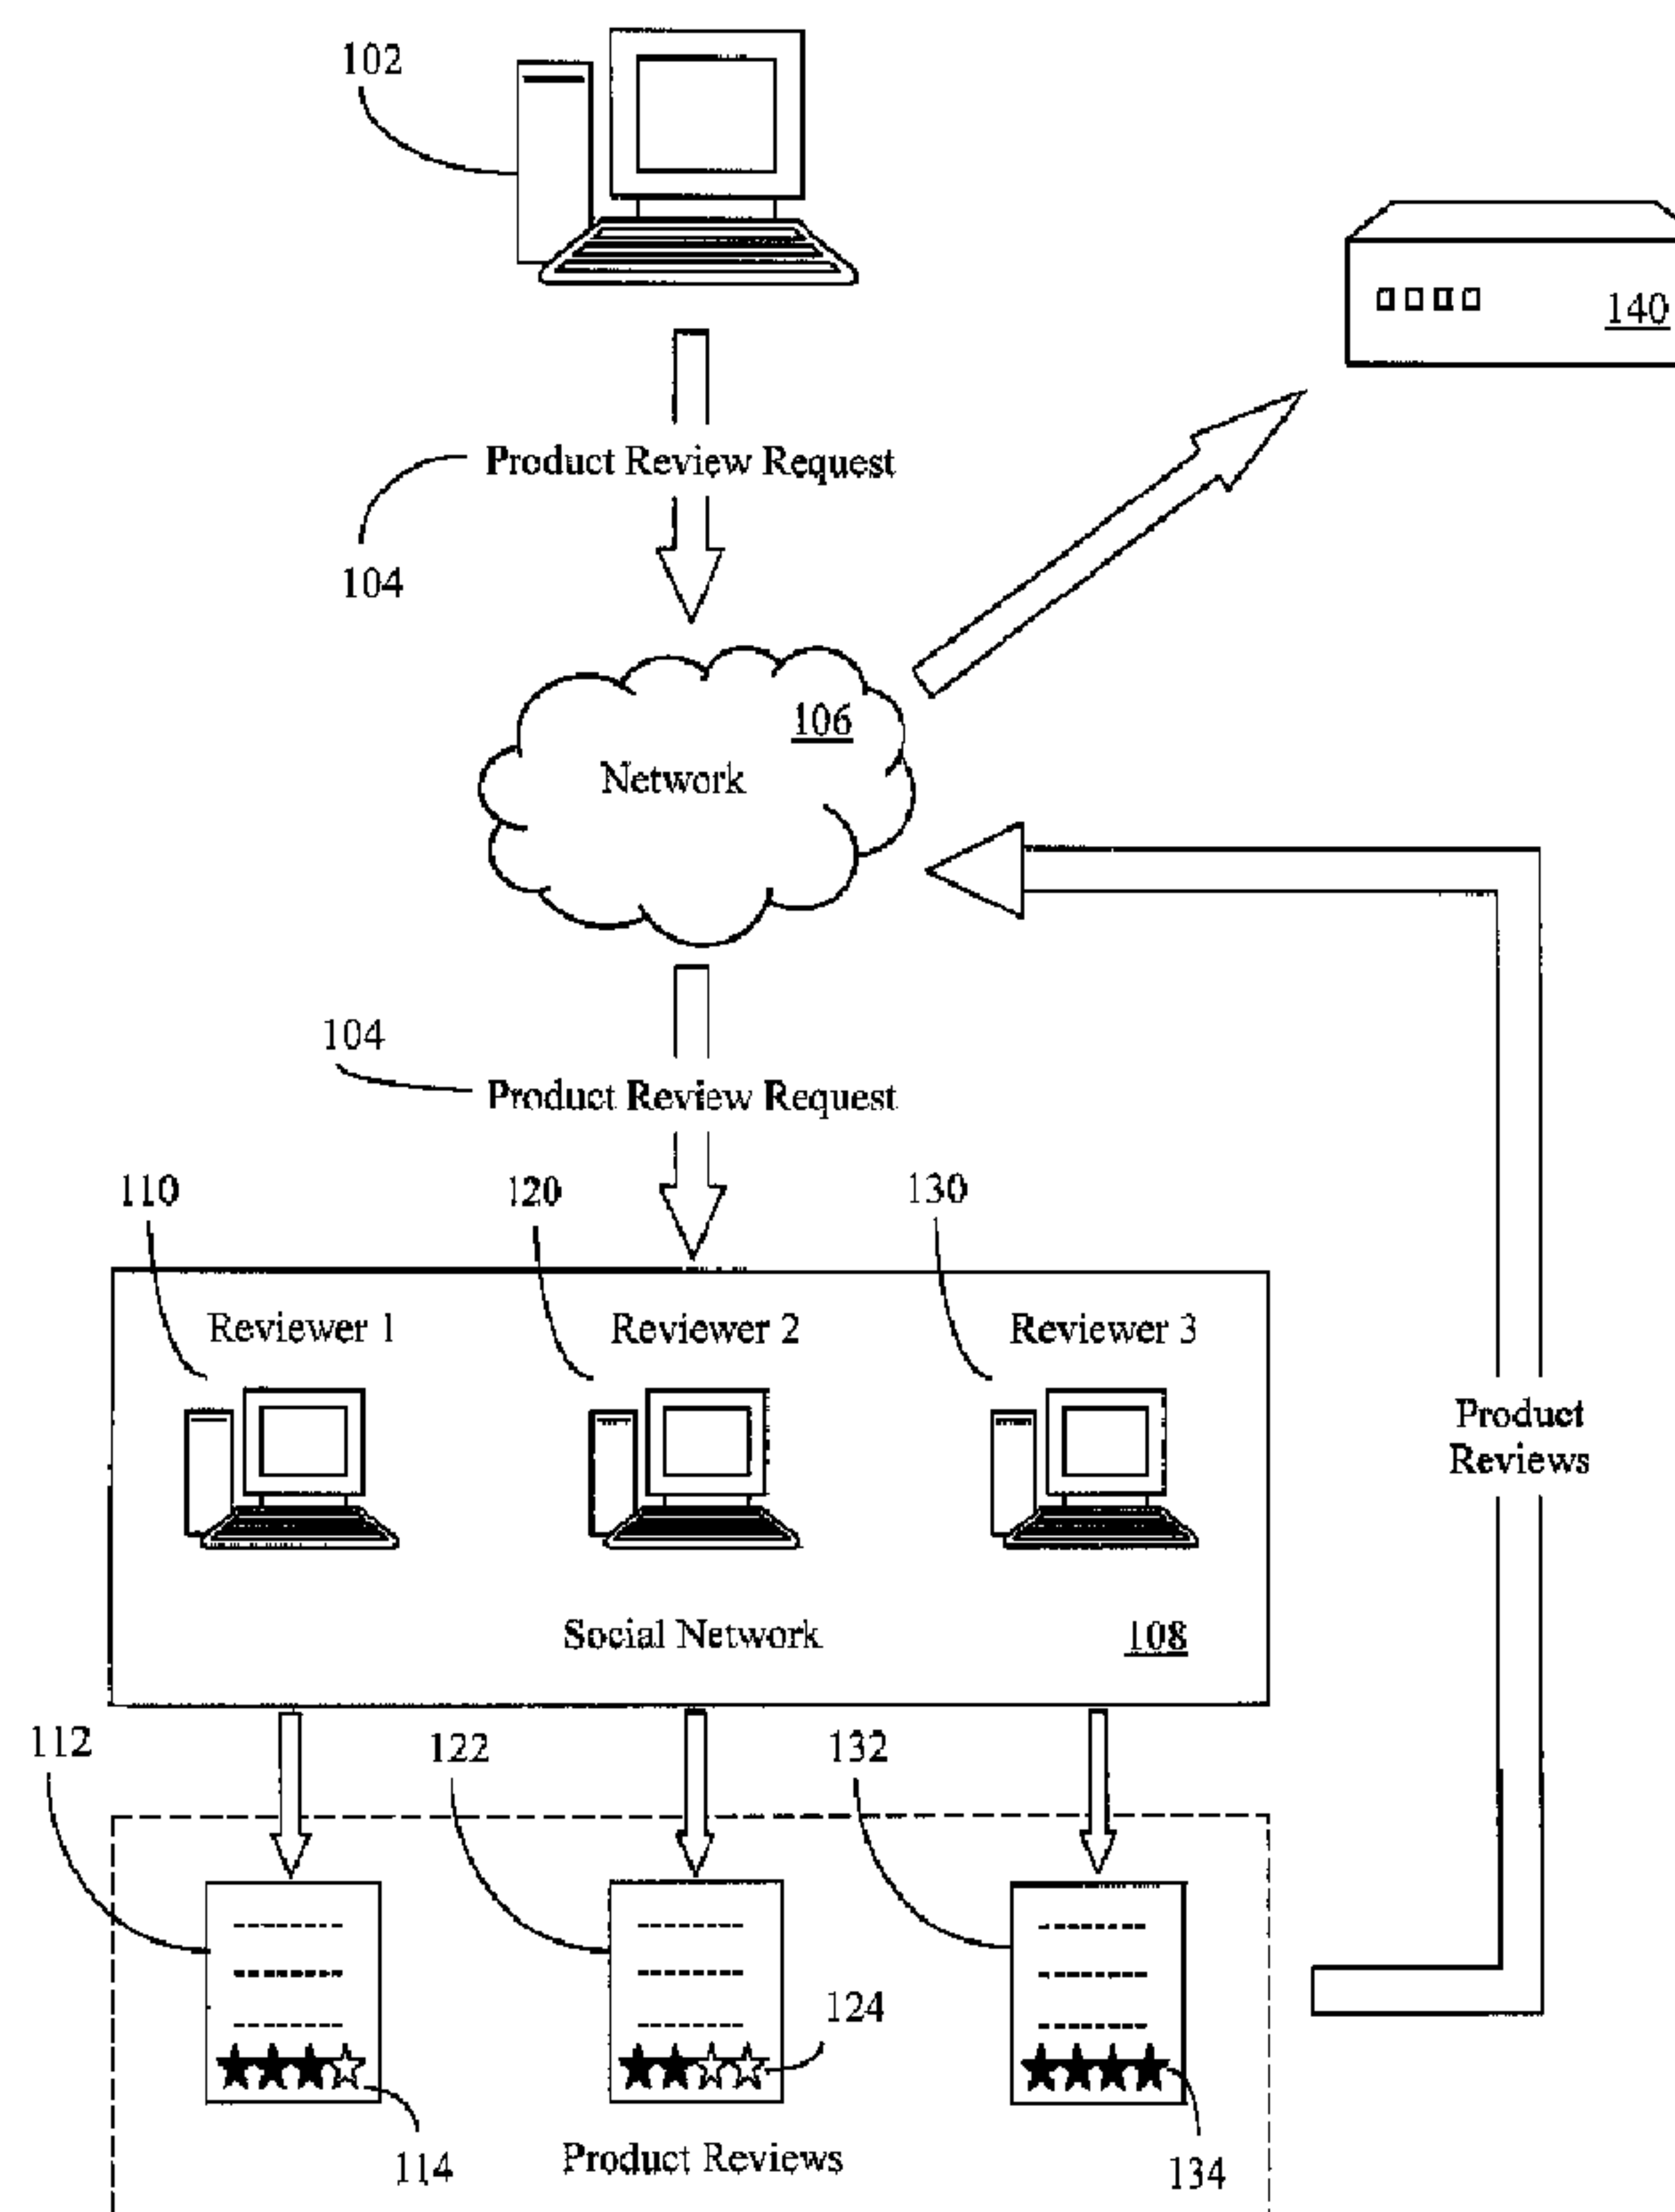 102
140
Product Review Request
104
106
Network
104
Product Review Request
110
120
130
Reviewer 1
Reviewer 2
Reviewer 3
Product
Reviews
Social Network
108
112
122
132
124
114
Product Reviews
134